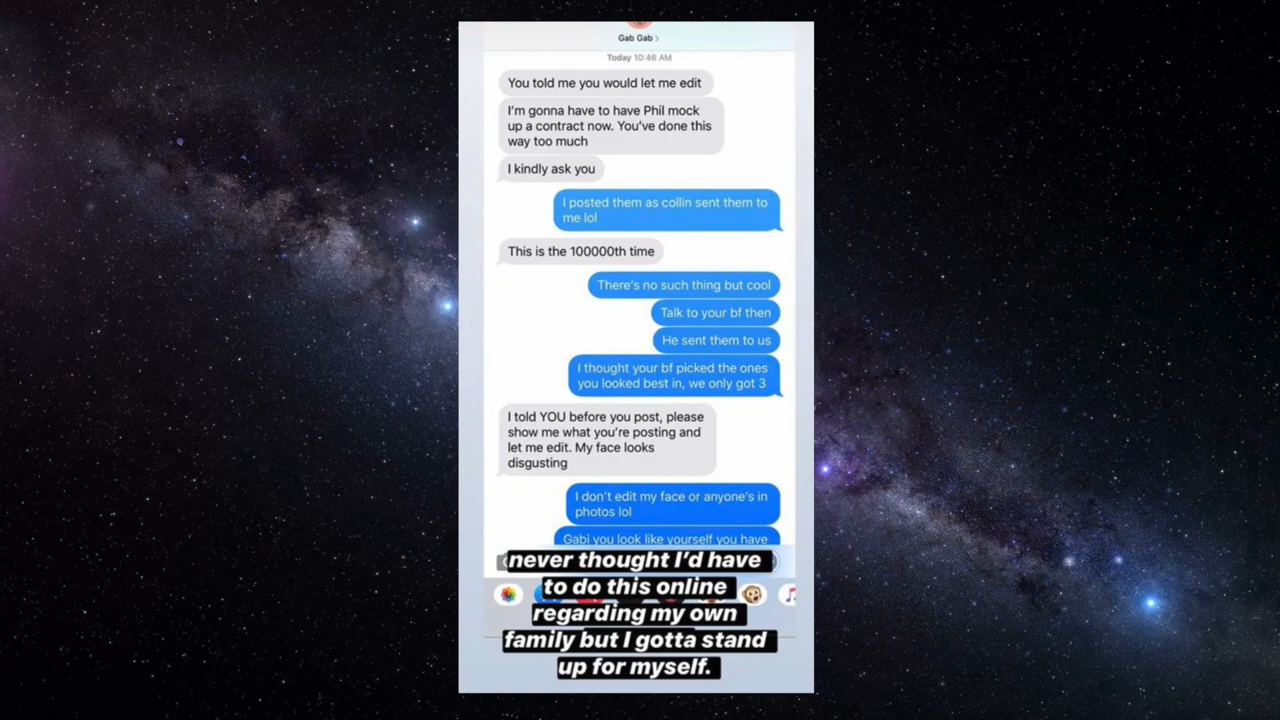 Gab Gab >
Today 10:46 AM
You told me you would let me edit
I'm gonna have to have Phil mock
up a contract now. You've done this
way too much
I kindly ask you
I posted them as collin sent them to
me lol
This is the 100000th time
There's no such thing but cool
Talk to your bf then
He sent them to us
I thought your bf picked the ones
you looked best in, we only got 3
I told YOU before you post, please
show me what you're posting and
let me edit. My face looks
disgusting
I don't edit my face or anyone's in
photos lol
Gabi you look like yourself you have
never thought I'd have
to do this online
regarding my own
family but I gotta stand
up for myself.